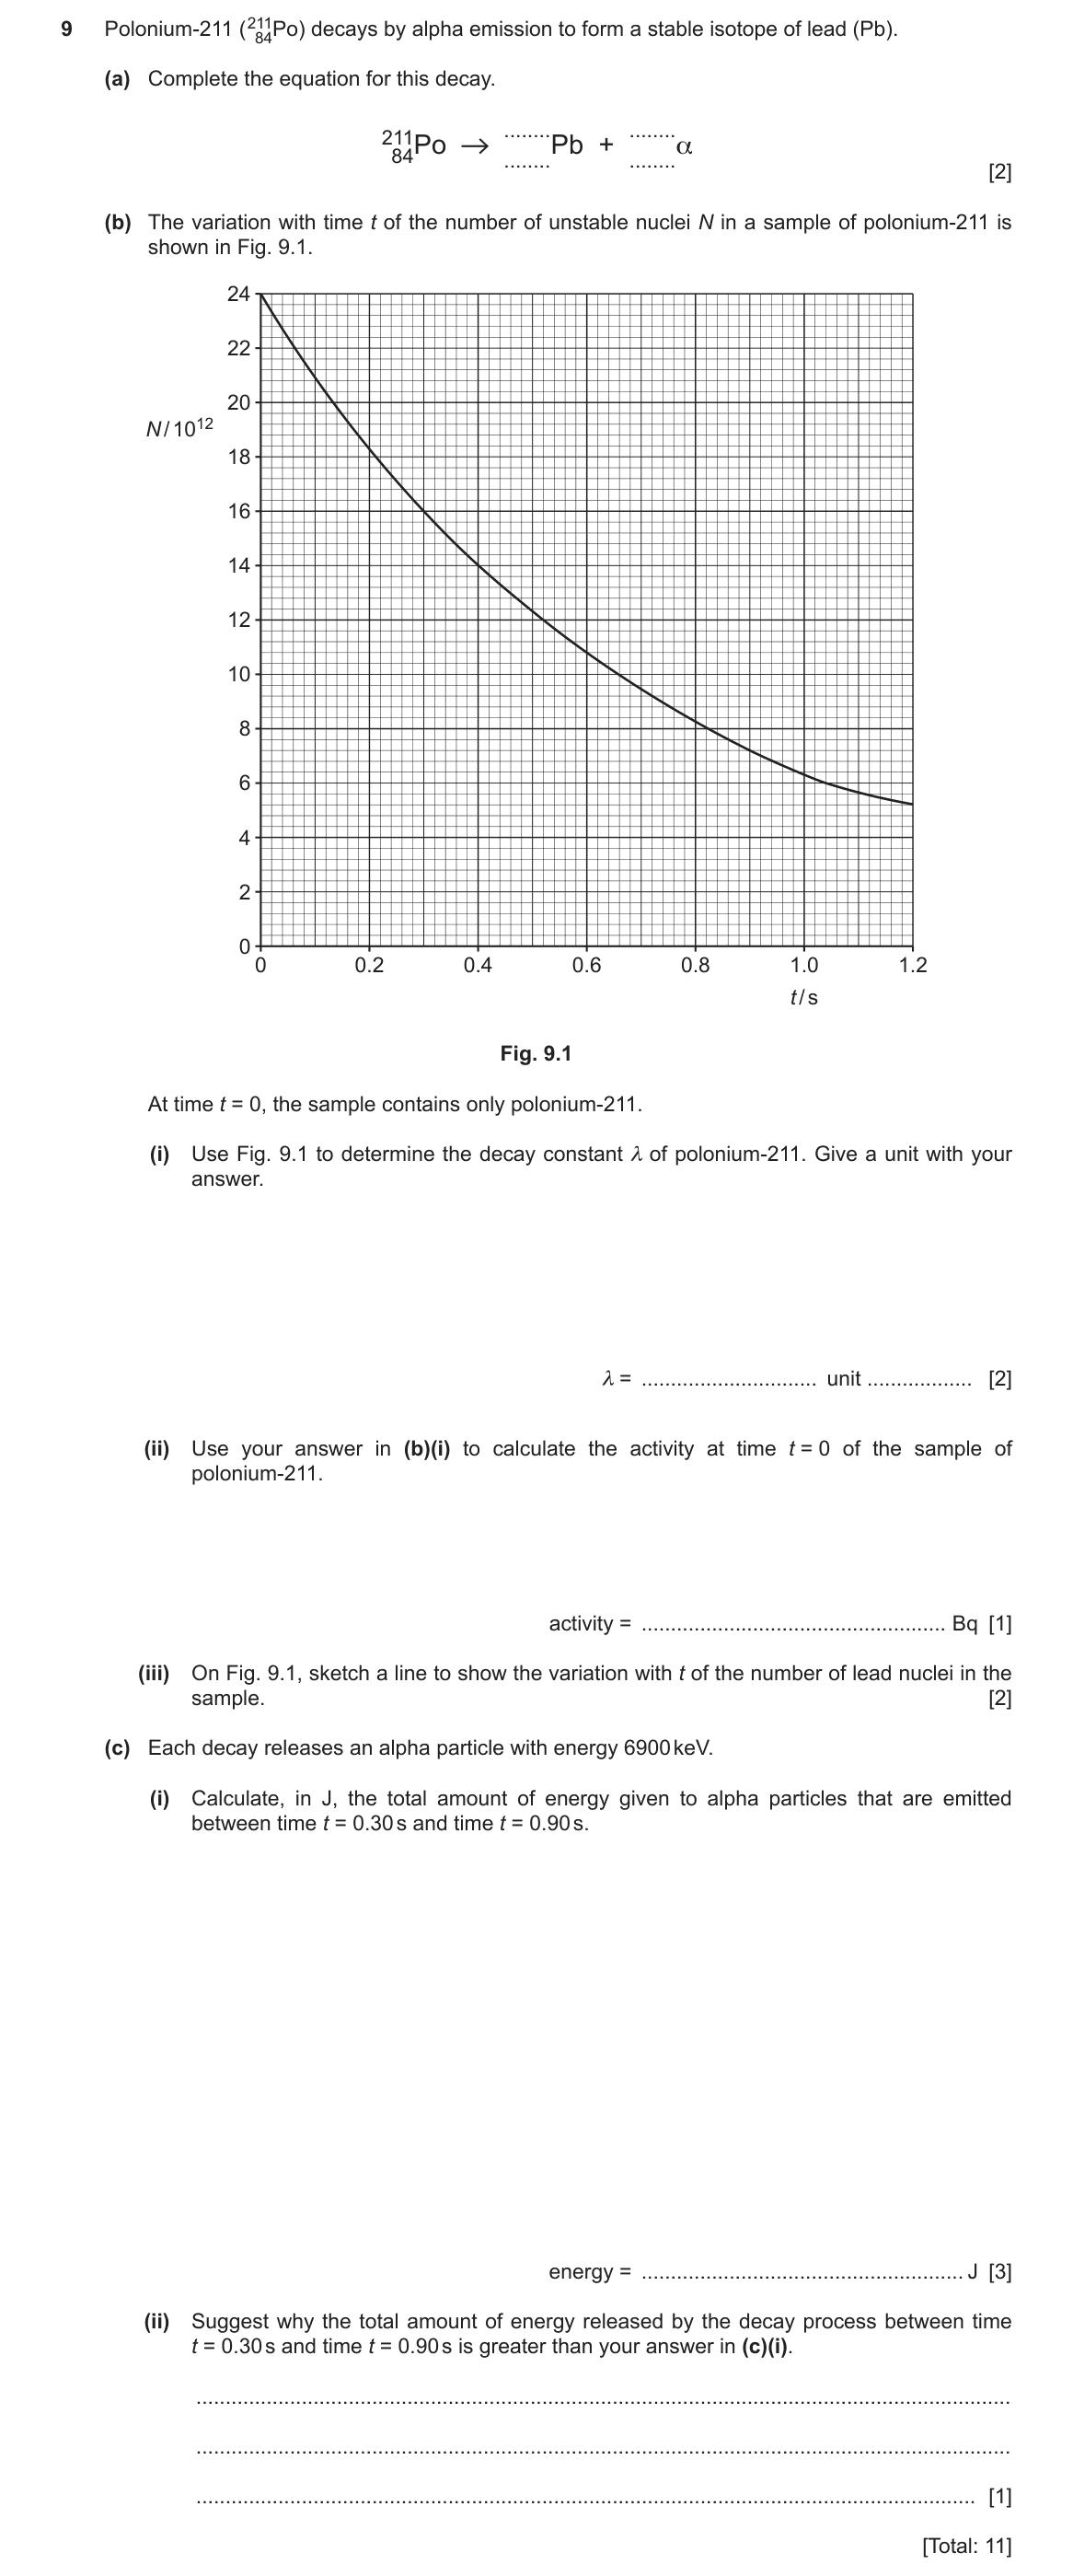 9 Polonium-211 (²¹¹₈₄Po) decays by alpha emission to form a stable isotope of lead (Pb).
(a) Complete the equation for this decay.
²¹¹₈₄Po → ........ ........Pb + ........ ........α
[2]
(b) The variation with time t of the number of unstable nuclei N in a sample of polonium-211 is
shown in Fig. 9.1.
24
22
20
N/10¹²
18
16
14
12
10
8
6
4
2
0
0 0.2 0.4 0.6 0.8 1.0 1.2
t/s
Fig. 9.1
At time t = 0, the sample contains only polonium-211.
(i) Use Fig. 9.1 to determine the decay constant λ of polonium-211. Give a unit with your
answer.
λ = .............................. unit .................. [2]
(ii) Use your answer in (b)(i) to calculate the activity at time t = 0 of the sample of
polonium-211.
activity = .................................................... Bq [1]
(iii) On Fig. 9.1, sketch a line to show the variation with t of the number of lead nuclei in the
sample. [2]
(c) Each decay releases an alpha particle with energy 6900 keV.
(i) Calculate, in J, the total amount of energy given to alpha particles that are emitted
between time t = 0.30 s and time t = 0.90 s.
energy = ....................................................... J [3]
(ii) Suggest why the total amount of energy released by the decay process between time
t = 0.30 s and time t = 0.90 s is greater than your answer in (c)(i).
...........................................................................................................................................
...........................................................................................................................................
..................................................................................................................................... [1]
[Total: 11]